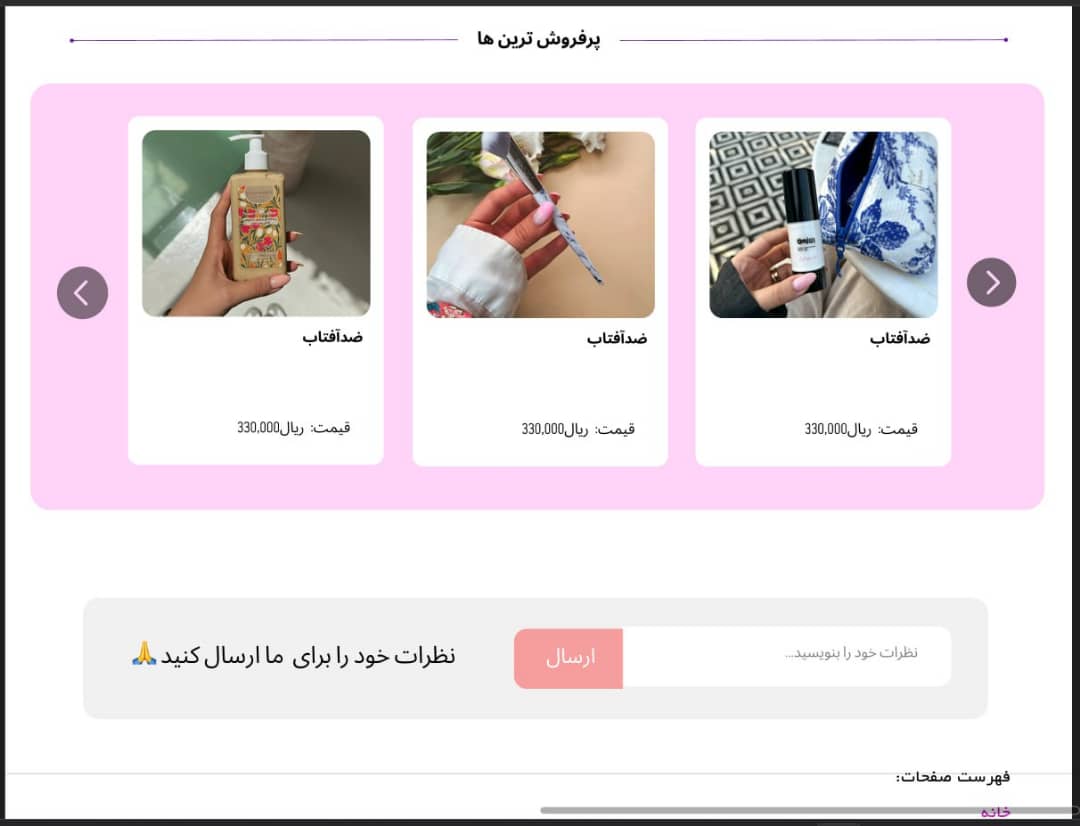 پرفروش ترین ها
ضدآفتاب
قیمت: ریال330,000
ضدآفتاب
قیمت: ریال330,000
ضدآفتاب
قیمت: ریال330,000
نظرات خود را بنویسید...
ارسال
نظرات خود را برای ما ارسال کنید🙏
فهرست صفحات:
خانه